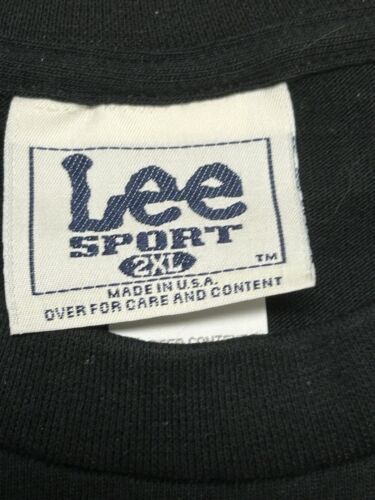 Lee
SPORT
2XL
TM
MADE IN U.S.A.
OVER FOR CARE AND CONTENT